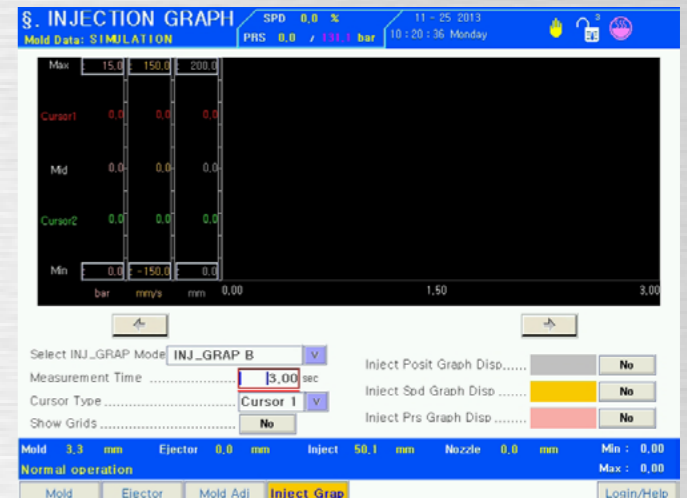 §. INJECTION GRAPH SPD 0,0 % 11 - 25 2013
Mold Data: SIMULATION PRS 0,0 / 131,1 bar 10 : 20 : 36 Monday 3
Max 15,0 150,0 200,0
Cursor1 0,0 0,0 0,0
Mid 0,0 0,0 0,0
Cursor2 0,0 0,0 0,0
Min 0,0 -150,0 0,0
bar mm/s mm 0,00 1,50 3,00
Select INJ_GRAP Mode INJ_GRAP B V
Measurement Time .................... 3,00 sec
Cursor Type............................ Cursor 1 V
Show Grids............................. No
Inject Posit Graph Disp...... No
Inject Spd Graph Disp ........ No
Inject Prs Graph Disp ........ No
Mold 3,3 mm Ejector 0,0 mm Inject 50,1 mm Nozzle 0,0 mm Min : 0,00
Normal operation Max : 0,00
Mold Ejector Mold Adj Inject Grap Login/Help